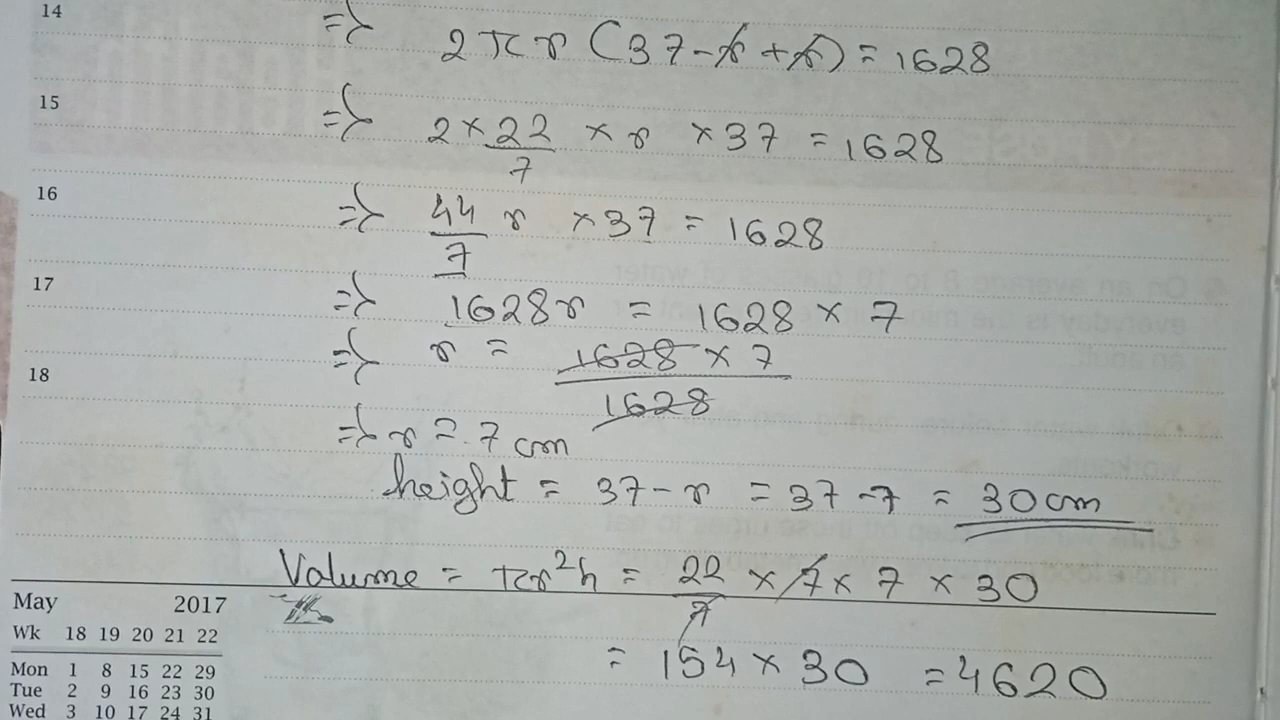 14
=> 2πr (37-r+r) = 1628
15
=> 2 × 22/7 × r × 37 = 1628
16
=> 44/7 r × 37 = 1628
17
=> 1628r = 1628 × 7
=> r = 1628 × 7 / 1628
18
=> r = 7 cm
height = 37 - r = 37 - 7 = 30 cm
Volume = πr²h = 22/7 × 7 × 7 × 30
= 154 × 30 = 4620
May 2017
Wk 18 19 20 21 22
Mon 1 8 15 22 29
Tue 2 9 16 23 30
Wed 3 10 17 24 31